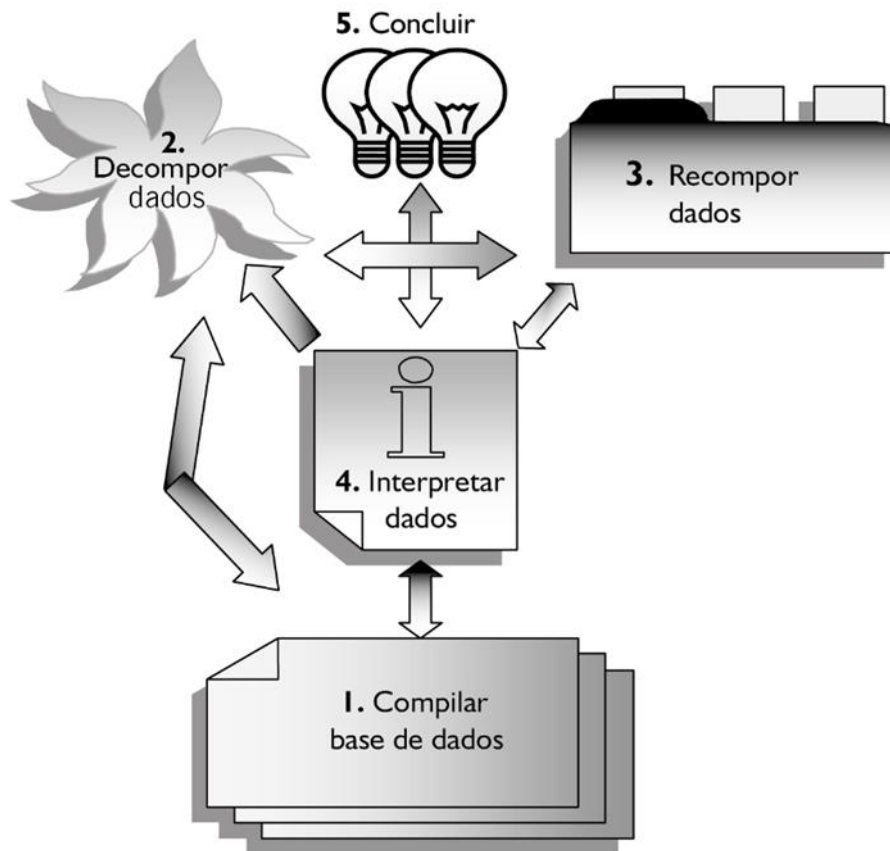 5. Concluir
2.
Decompor
dados
3. Recompor
dados
4. Interpretar
dados
1. Compilar
base de dados